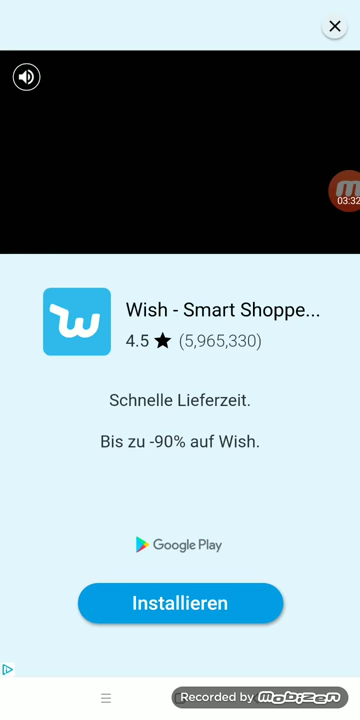 03:32
Wish - Smart Shoppe...
4.5 ★ (5,965,330)
Schnelle Lieferzeit.
Bis zu -90% auf Wish.
Google Play
Installieren
Recorded by mobizen